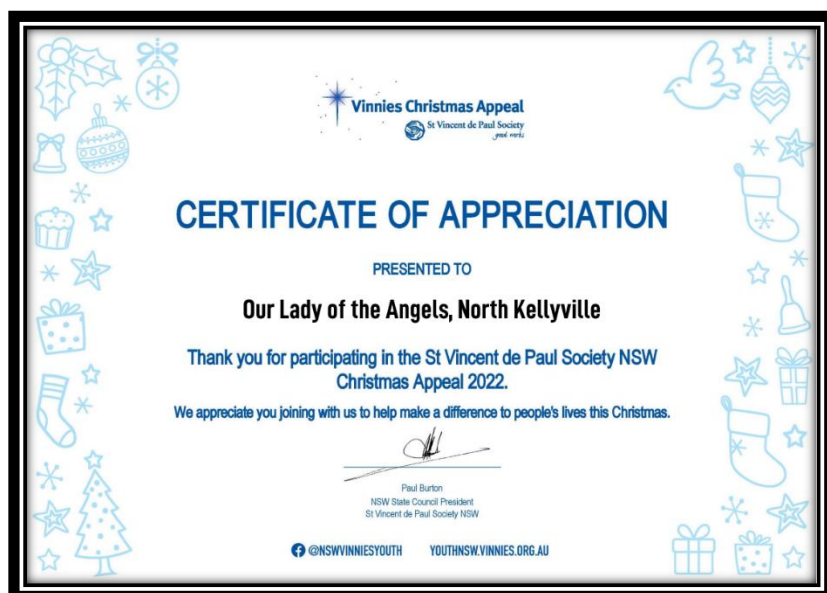 Vinnies Christmas Appeal
St Vincent de Paul Society
good works
CERTIFICATE OF APPRECIATION
PRESENTED TO
Our Lady of the Angels, North Kellyville
Thank you for participating in the St Vincent de Paul Society NSW
Christmas Appeal 2022.
We appreciate you joining with us to help make a difference to people's lives this Christmas.
Paul Burton
NSW State Council President
St Vincent de Paul Society NSW
@NSWVINNIESYOUTH YOUTHNSW.VINNIES.ORG.AU